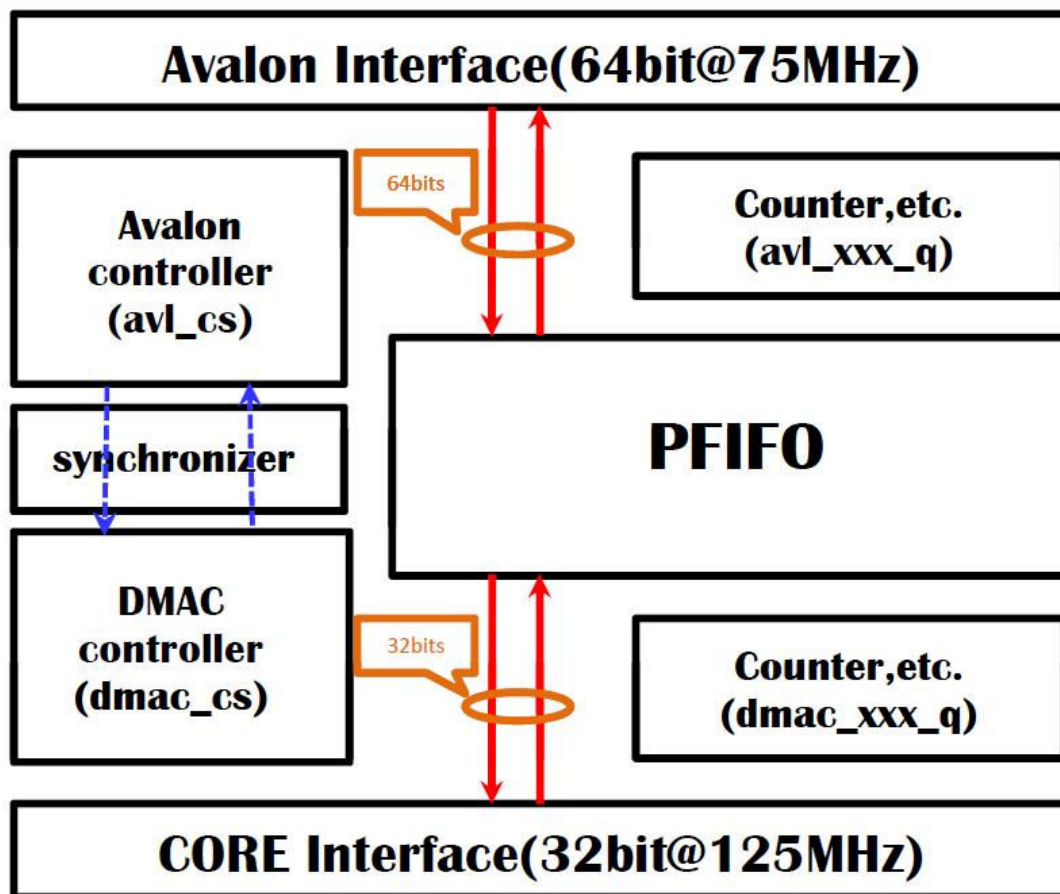 Avalon Interface(64bit@75MHz)
64bits
Avalon
controller
(avl_cs)
Counter,etc.
(avl_xxx_q)
synchronizer
PFIFO
DMAC
controller
(dmac_cs)
32bits
Counter,etc.
(dmac_xxx_q)
CORE Interface(32bit@125MHz)